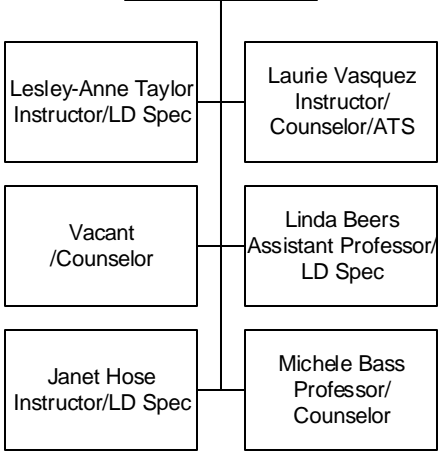 Lesley-Anne Taylor
Instructor/LD Spec
Laurie Vasquez
Instructor/
Counselor/ATS
Vacant
/Counselor
Linda Beers
Assistant Professor/
LD Spec
Janet Hose
Instructor/LD Spec
Michele Bass
Professor/
Counselor